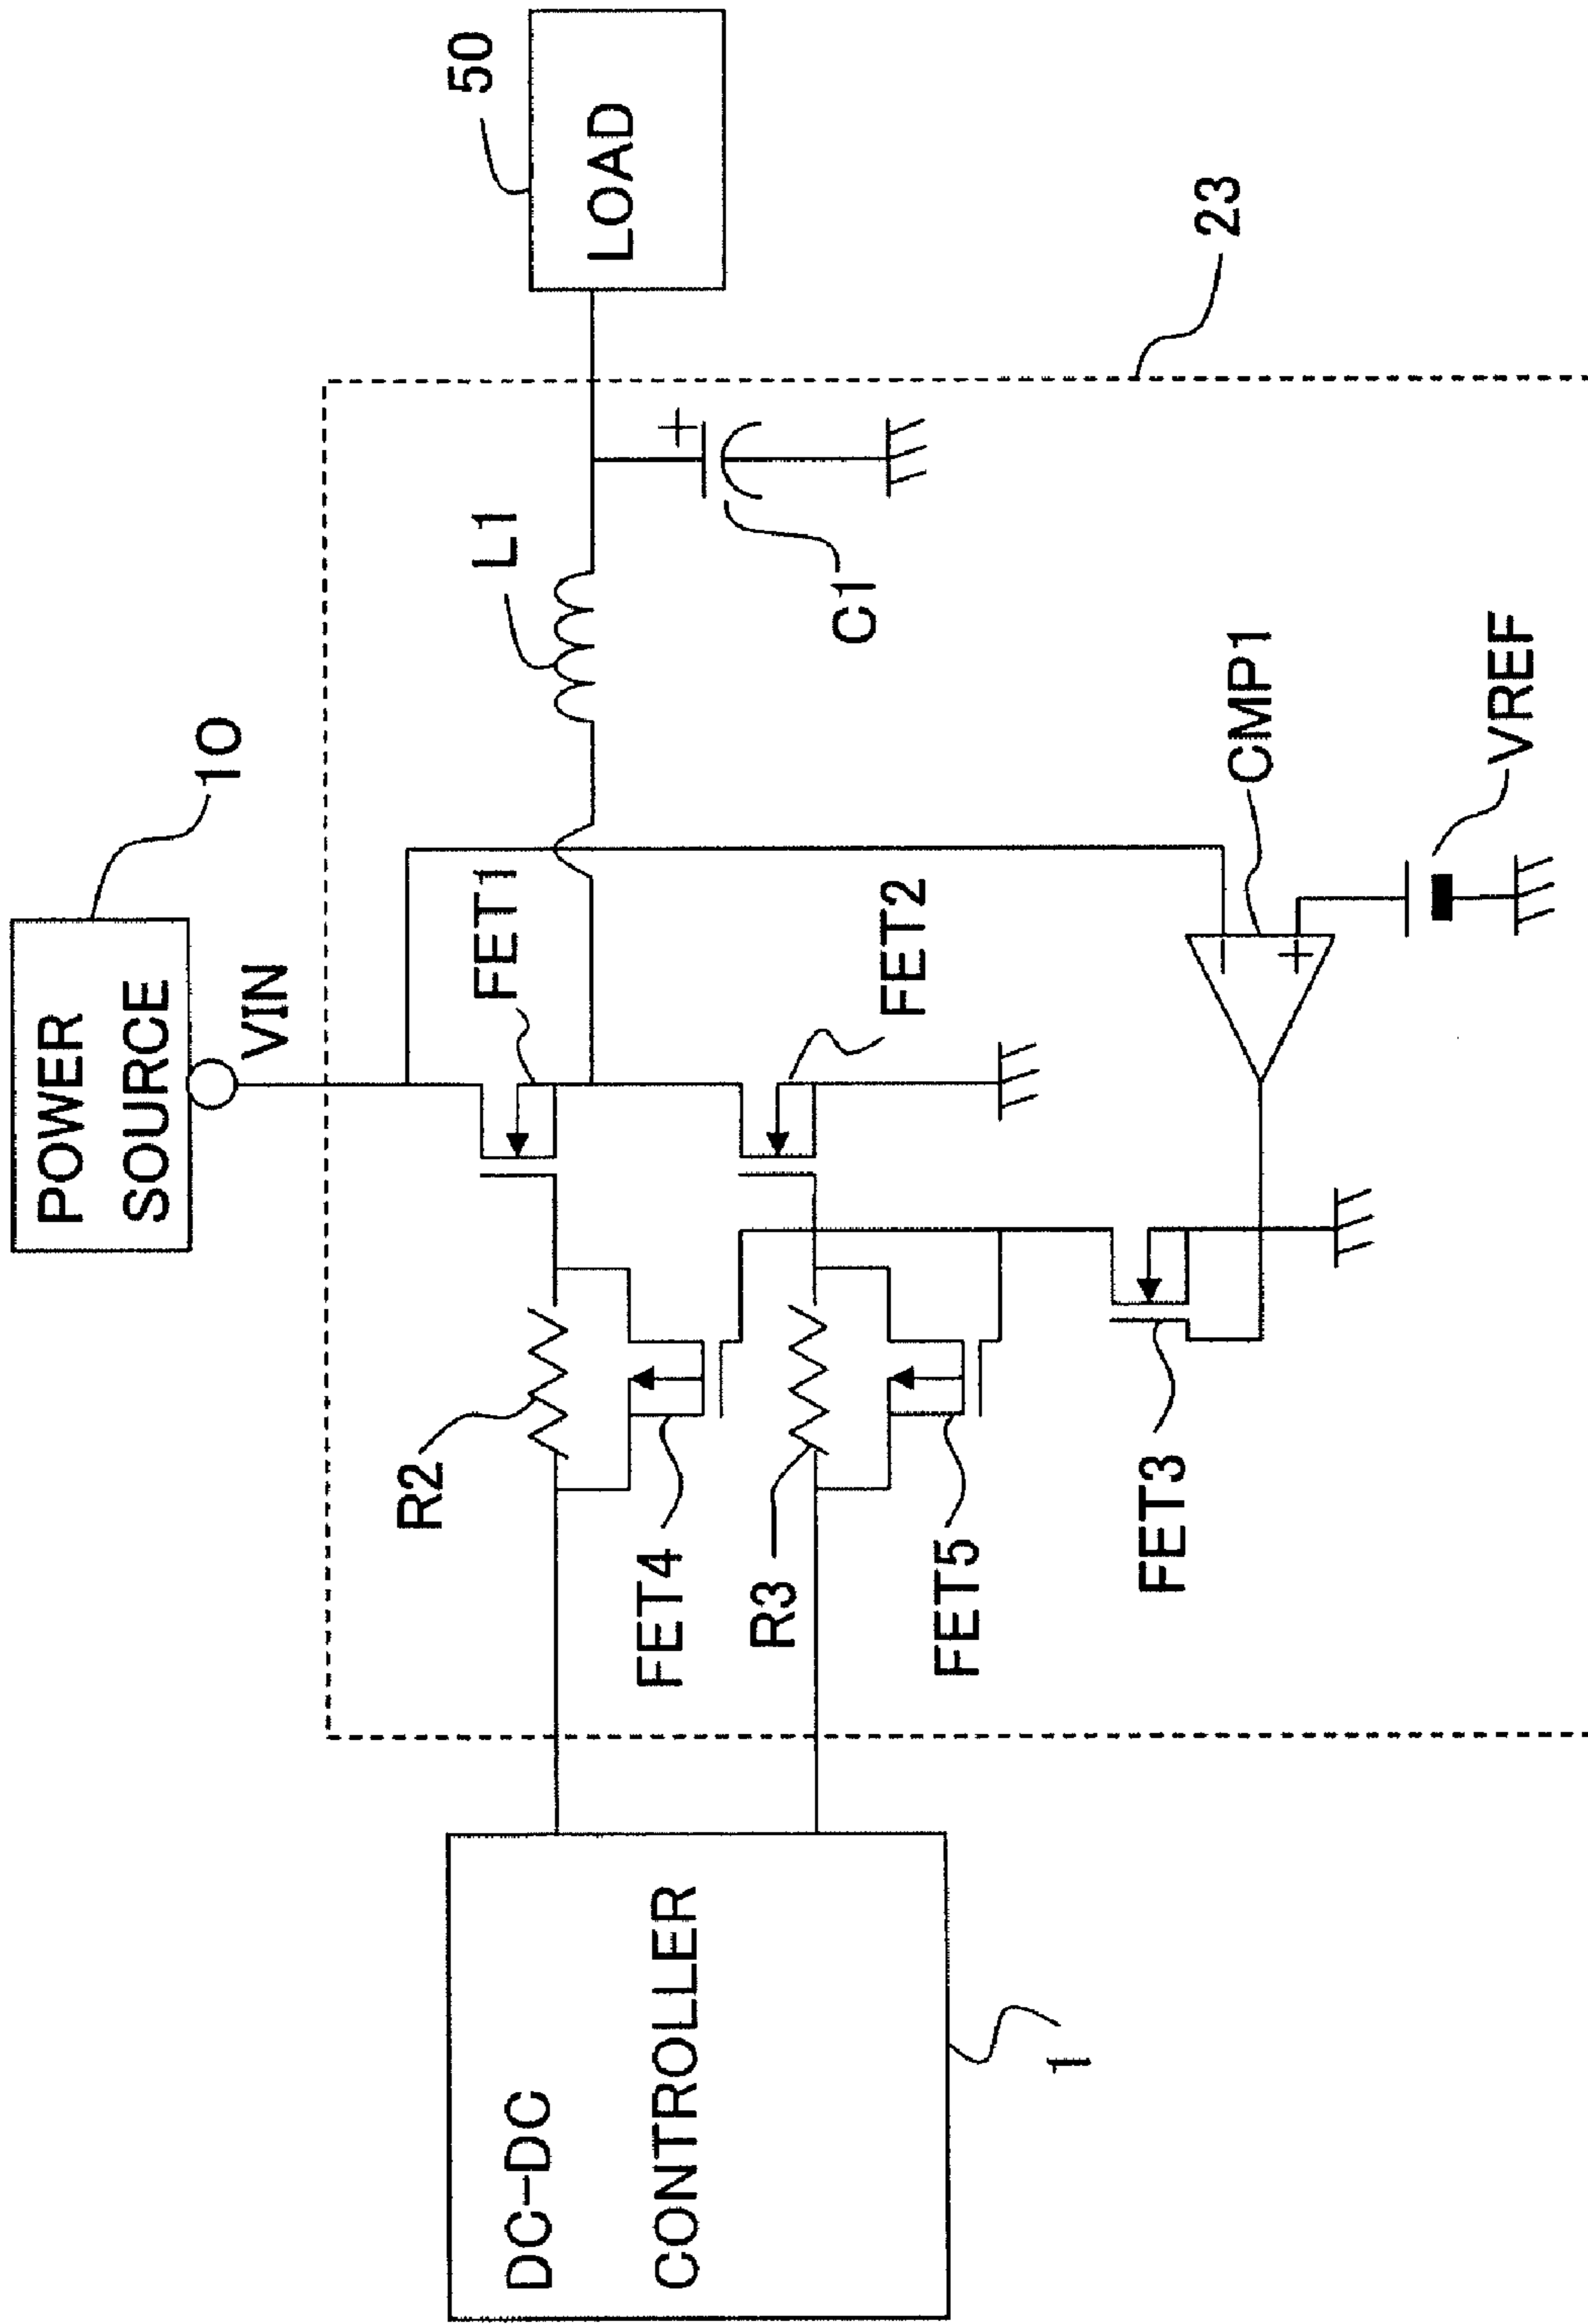 POWER
SOURCE
10
VIN
50
LOAD
L1
FET1
R2
C1
FET4
FET2
23
DC-DC
CONTROLLER
R3
FET5
FET3
CMP1
VREF
1
+
−
+